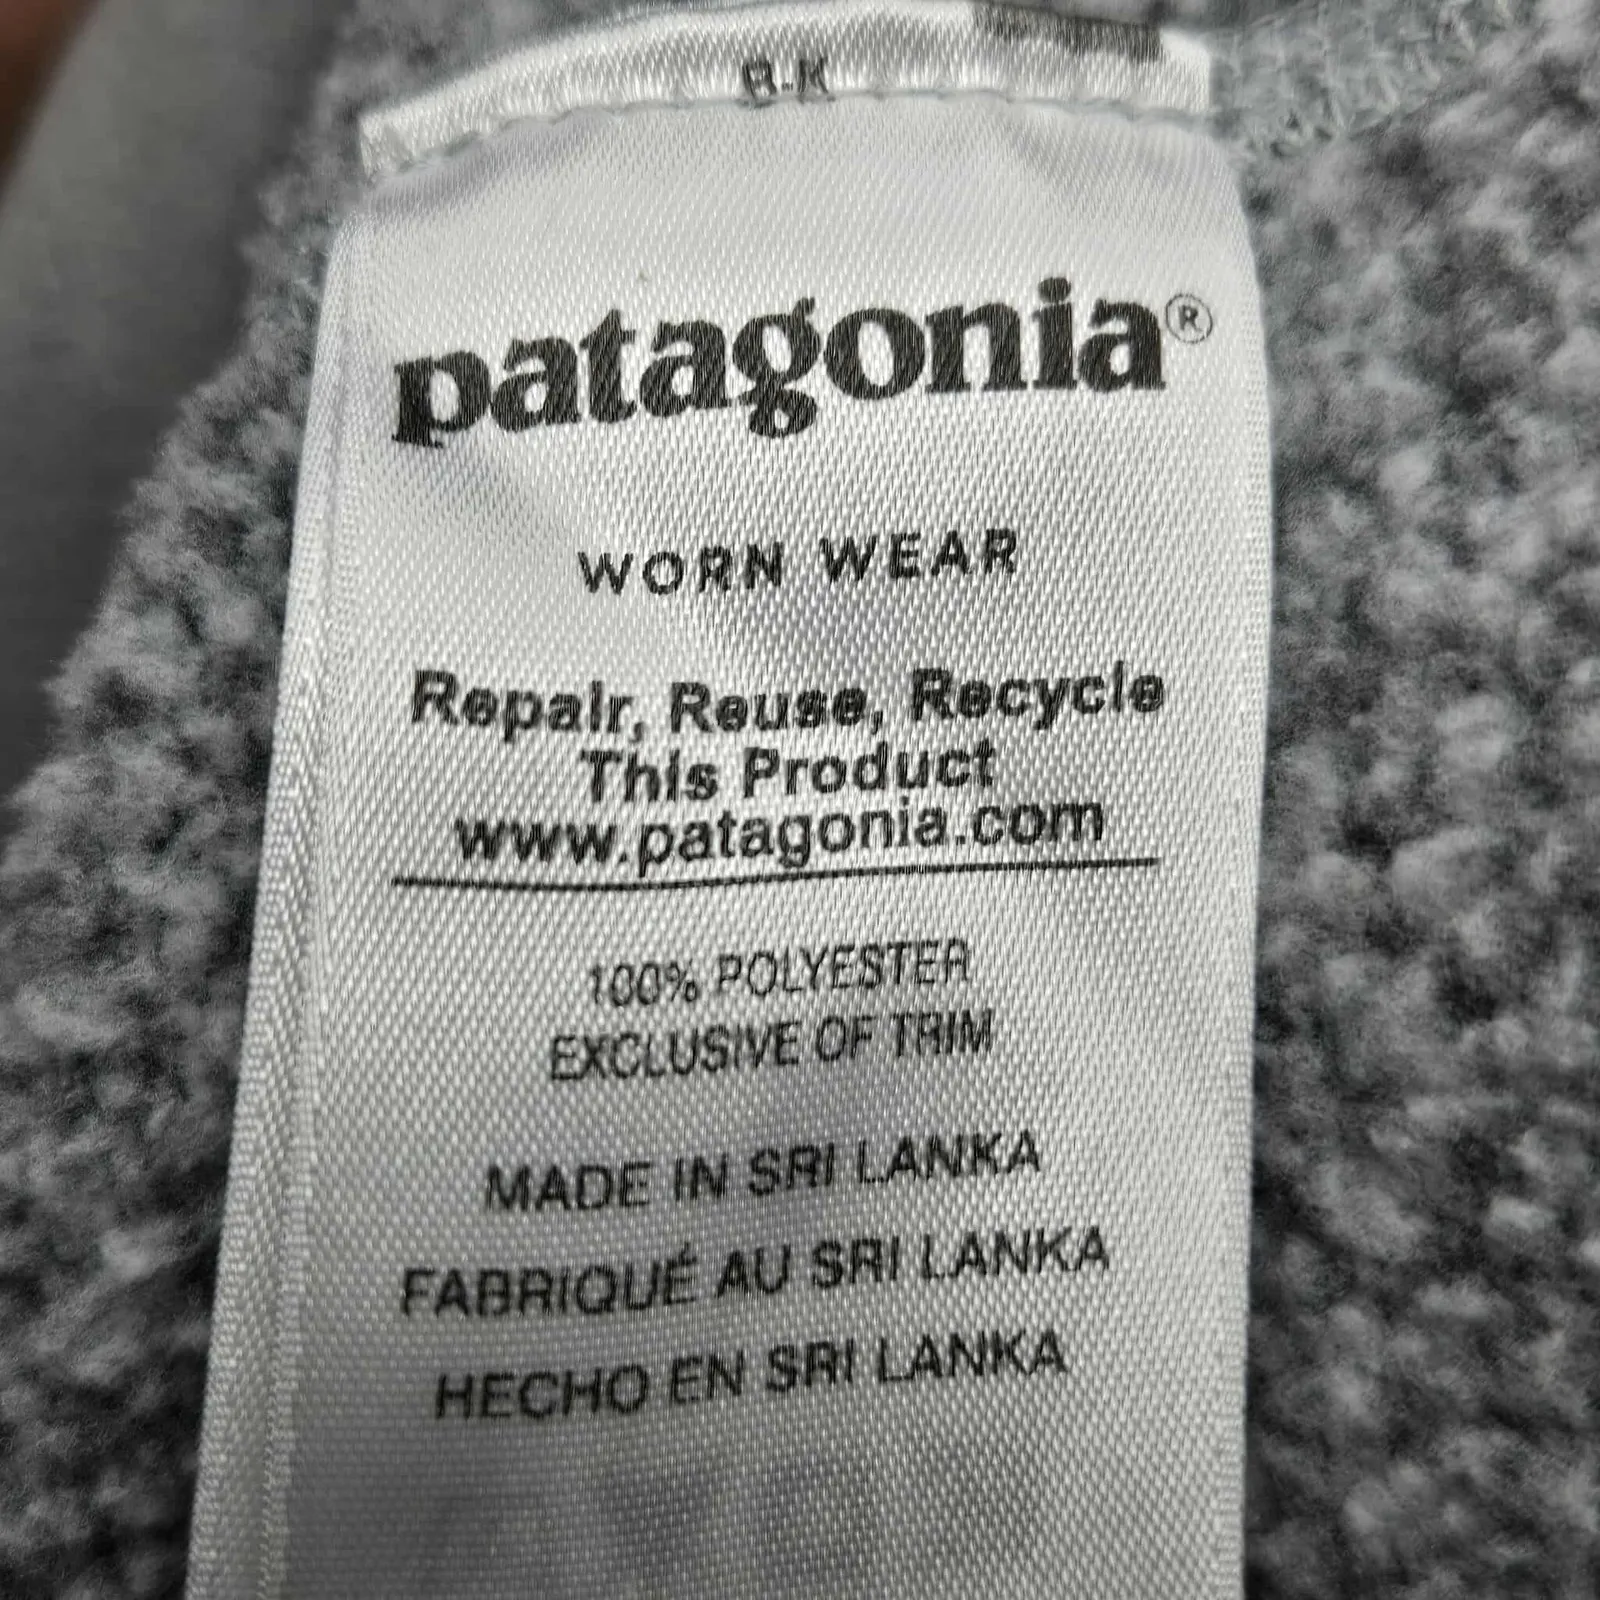 B-K
patagonia®
WORN WEAR
Repair, Reuse, Recycle
This Product
www.patagonia.com
100% POLYESTER
EXCLUSIVE OF TRIM
MADE IN SRI LANKA
FABRIQUÉ AU SRI LANKA
HECHO EN SRI LANKA